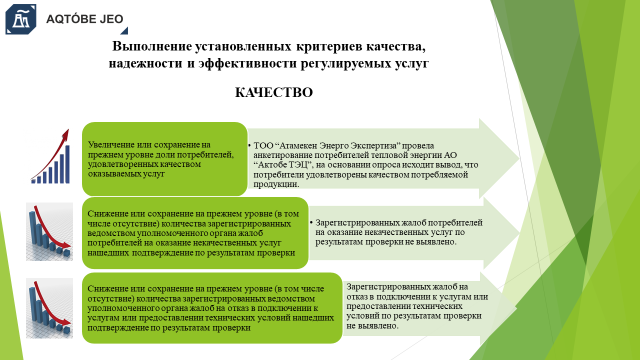 AQTÓBE JEO
Выполнение установленных критериев качества,
надежности и эффективности регулируемых услуг
КАЧЕСТВО
Увеличение или сохранение на
прежнем уровне доли потребителей,
удовлетворенных качеством
оказываемых услуг
• ТОО “Атамекен Энерго Экспертиза” провела
анкетирование потребителей тепловой энергии АО
“Актобе ТЭЦ”, на основании опроса исходит вывод, что
потребители удовлетворены качеством потребляемой
продукции.
Снижение или сохранение на прежнем уровне (в том
числе отсутствие) количества зарегистрированных
ведомством уполномоченного органа жалоб
потребителей на оказание некачественных услуг
нашедших подтверждение по результатам проверки
• Зарегистрированных жалоб потребителей
на оказание некачественных услуг по
результатам проверки не выявлено.
Снижение или сохранение на прежнем уровне (в том числе
отсутствие) количества зарегистрированных ведомством
уполномоченного органа жалоб на отказ в подключении к
услугам или предоставлении технических условий нашедших
подтверждение по результатам проверки
Зарегистрированных жалоб на
отказ в подключении к услугам или
предоставлении технических
условий по результатам проверки
не выявлено.